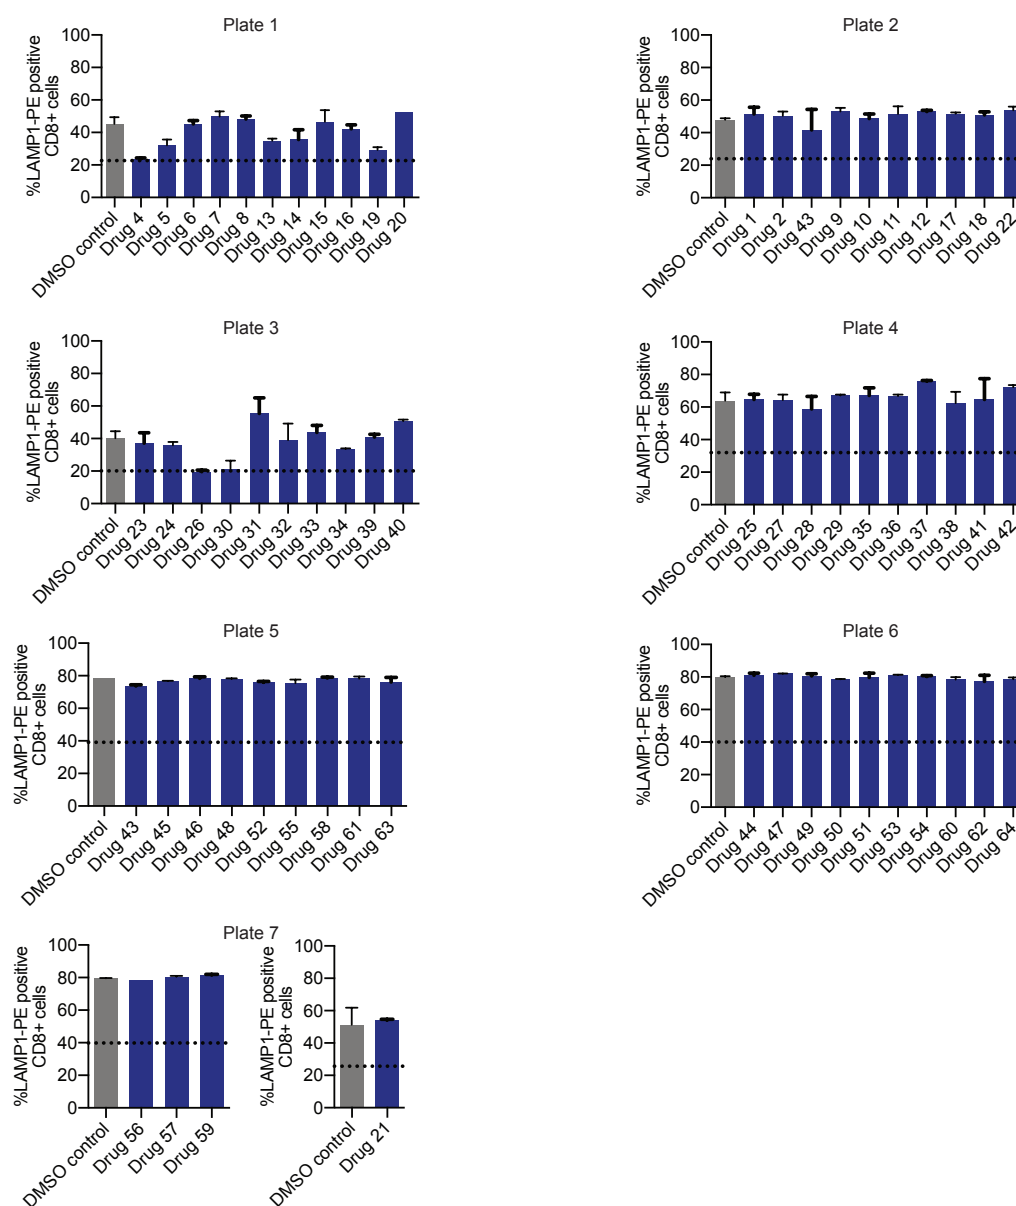 Plate 1
%LAMP1-PE positive
CD8+ cells
100
80
60
40
20
0
DMSO control
Drug 4
Drug 5
Drug 6
Drug 7
Drug 8
Drug 13
Drug 14
Drug 15
Drug 16
Drug 19
Drug 20
Plate 2
%LAMP1-PE positive
CD8+ cells
100
80
60
40
20
0
DMSO control
Drug 1
Drug 2
Drug 43
Drug 9
Drug 10
Drug 11
Drug 12
Drug 17
Drug 18
Drug 22
Plate 3
%LAMP1-PE positive
CD8+ cells
100
80
60
40
20
0
DMSO control
Drug 23
Drug 24
Drug 26
Drug 30
Drug 31
Drug 32
Drug 33
Drug 34
Drug 39
Drug 40
Plate 4
%LAMP1-PE positive
CD8+ cells
100
80
60
40
20
0
DMSO control
Drug 25
Drug 27
Drug 28
Drug 29
Drug 35
Drug 36
Drug 37
Drug 38
Drug 41
Drug 42
Plate 5
%LAMP1-PE positive
CD8+ cells
100
80
60
40
20
0
DMSO control
Drug 43
Drug 45
Drug 46
Drug 48
Drug 52
Drug 55
Drug 58
Drug 61
Drug 63
Plate 6
%LAMP1-PE positive
CD8+ cells
100
80
60
40
20
0
DMSO control
Drug 44
Drug 47
Drug 49
Drug 50
Drug 51
Drug 53
Drug 54
Drug 60
Drug 62
Drug 64
Plate 7
%LAMP1-PE positive
CD8+ cells
100
80
60
40
20
0
DMSO control
Drug 56
Drug 57
Drug 59
%LAMP1-PE positive
CD8+ cells
100
80
60
40
20
0
DMSO control
Drug 21